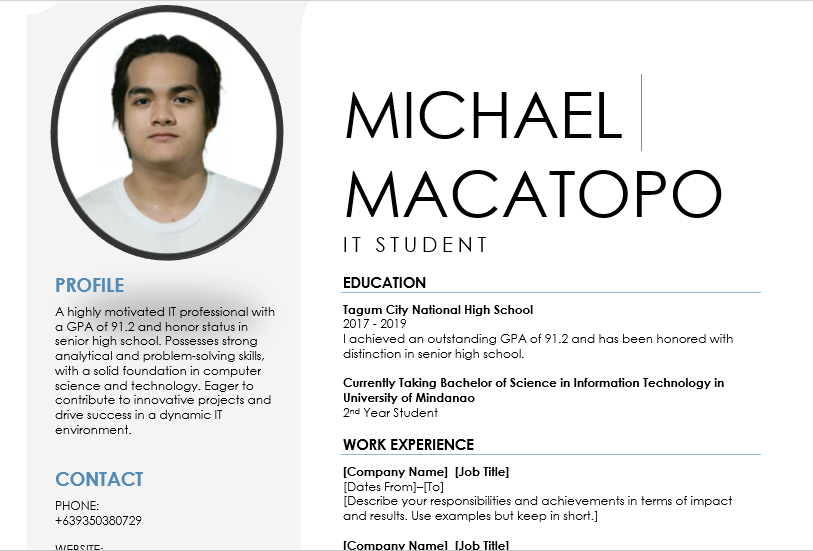 MICHAEL
MACATOPO
IT STUDENT
PROFILE
A highly motivated IT professional with
a GPA of 91.2 and honor status in
senior high school. Possesses strong
analytical and problem-solving skills,
with a solid foundation in computer
science and technology. Eager to
contribute to innovative projects and
drive success in a dynamic IT
environment.
CONTACT
PHONE:
+639350380729
WEBSITE:
EDUCATION
Tagum City National High School
2017 - 2019
I achieved an outstanding GPA of 91.2 and has been honored with
distinction in senior high school.
Currently Taking Bachelor of Science in Information Technology in
University of Mindanao
2nd Year Student
WORK EXPERIENCE
[Company Name]  [Job Title]
[Dates From]–[To]
[Describe your responsibilities and achievements in terms of impact
and results. Use examples but keep in short.]
[Company Name]  [Job Title]